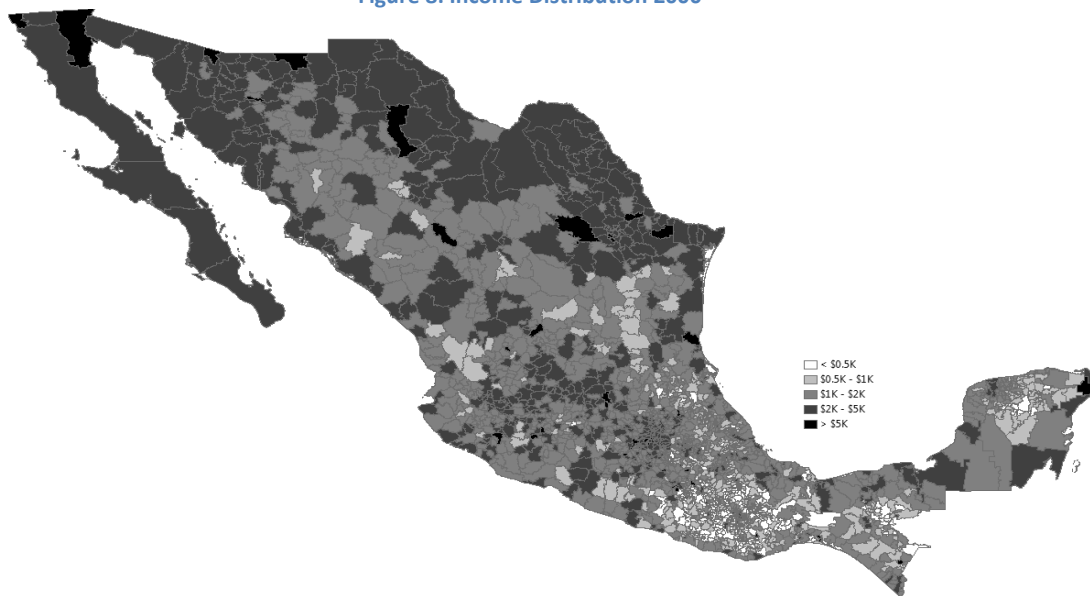 Figure 8. Income Distribution 2000
< $0.5K
$0.5K - $1K
$1K - $2K
$2K - $5K
> $5K